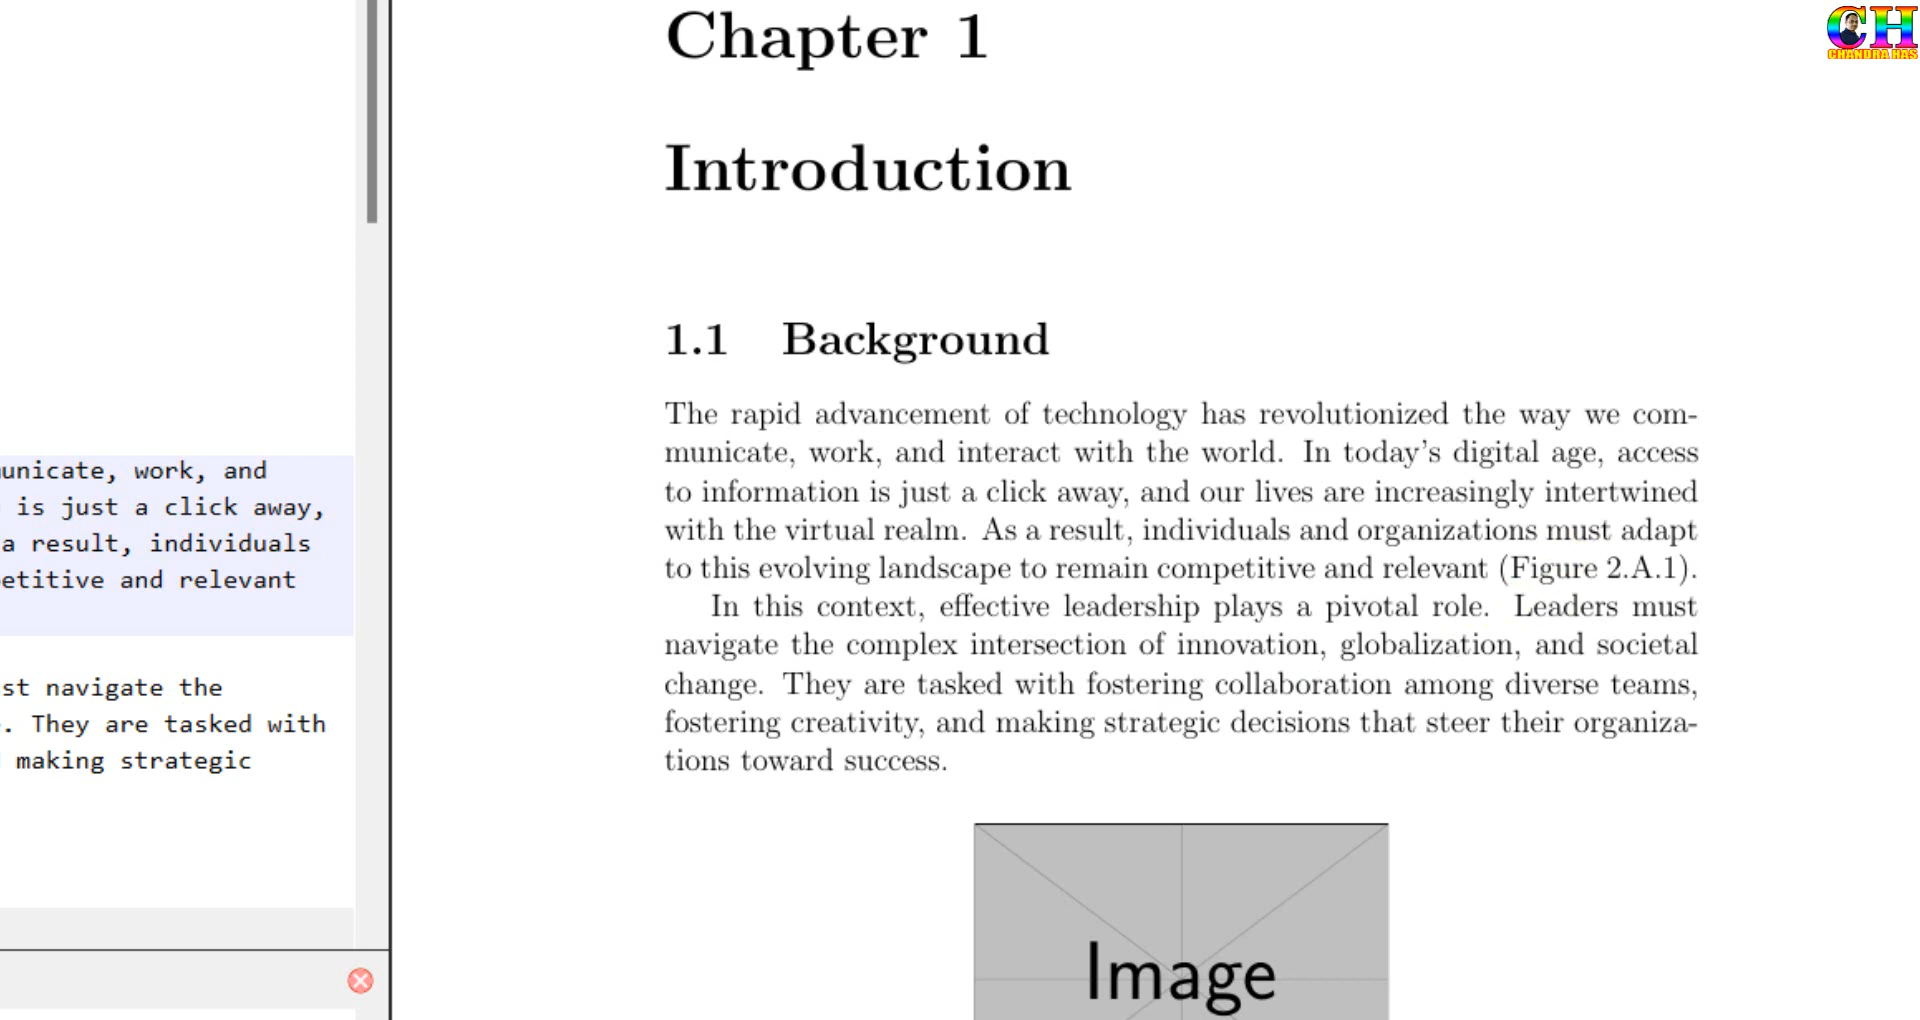 Chapter 1
CH
CHANDRA HAS
Introduction
1.1 Background
The rapid advancement of technology has revolutionized the way we com-
municate, work, and interact with the world. In today's digital age, access
to information is just a click away, and our lives are increasingly intertwined
with the virtual realm. As a result, individuals and organizations must adapt
to this evolving landscape to remain competitive and relevant (Figure 2.A.1).
In this context, effective leadership plays a pivotal role. Leaders must
navigate the complex intersection of innovation, globalization, and societal
change. They are tasked with fostering collaboration among diverse teams,
fostering creativity, and making strategic decisions that steer their organiza-
tions toward success.
Image
unicate, work, and
is just a click away,
a result, individuals
etitive and relevant
st navigate the
. They are tasked with
making strategic